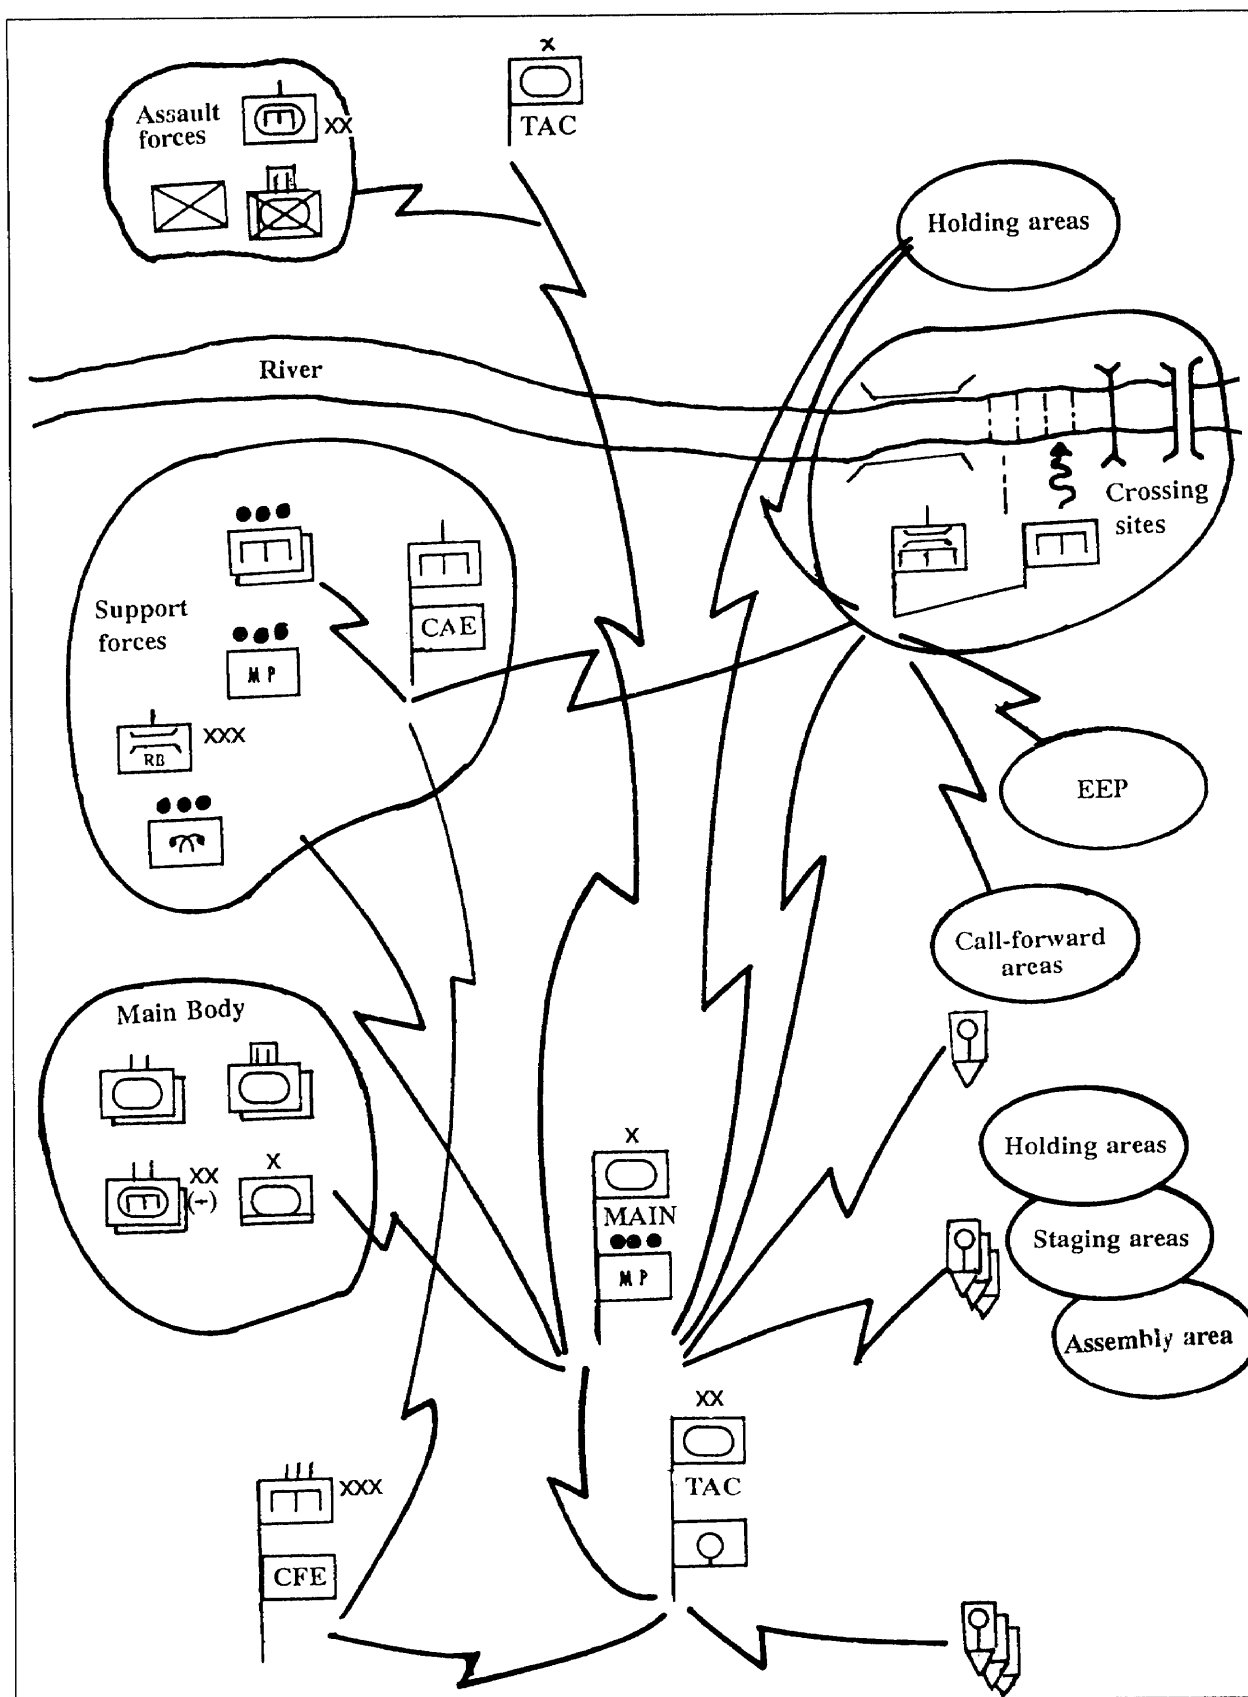 X
TAC
Assault
forces
XX
Holding areas
River
Crossing
sites
CAE
Support
forces
MP
XXX
RB
EEP
Call-forward
areas
Main Body
XX
(-)
X
X
MAIN
MP
Holding areas
Staging areas
Assembly area
XX
TAC
XXX
CFE